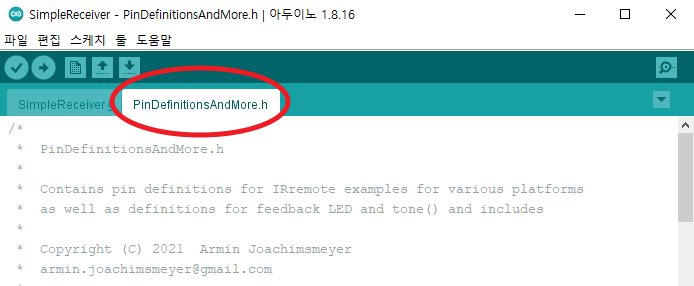 SimpleReceiver - PinDefinitionsAndMore.h | 아두이노 1.8.16
파일 편집 스케치 툴 도움말
SimpleReceiver PinDefinitionsAndMore.h
/*
* PinDefinitionsAndMore.h
*
* Contains pin definitions for IRremote examples for various platforms
* as well as definitions for feedback LED and tone() and includes
*
* Copyright (C) 2021 Armin Joachimsmeyer
* armin.joachimsmeyer@gmail.com
*